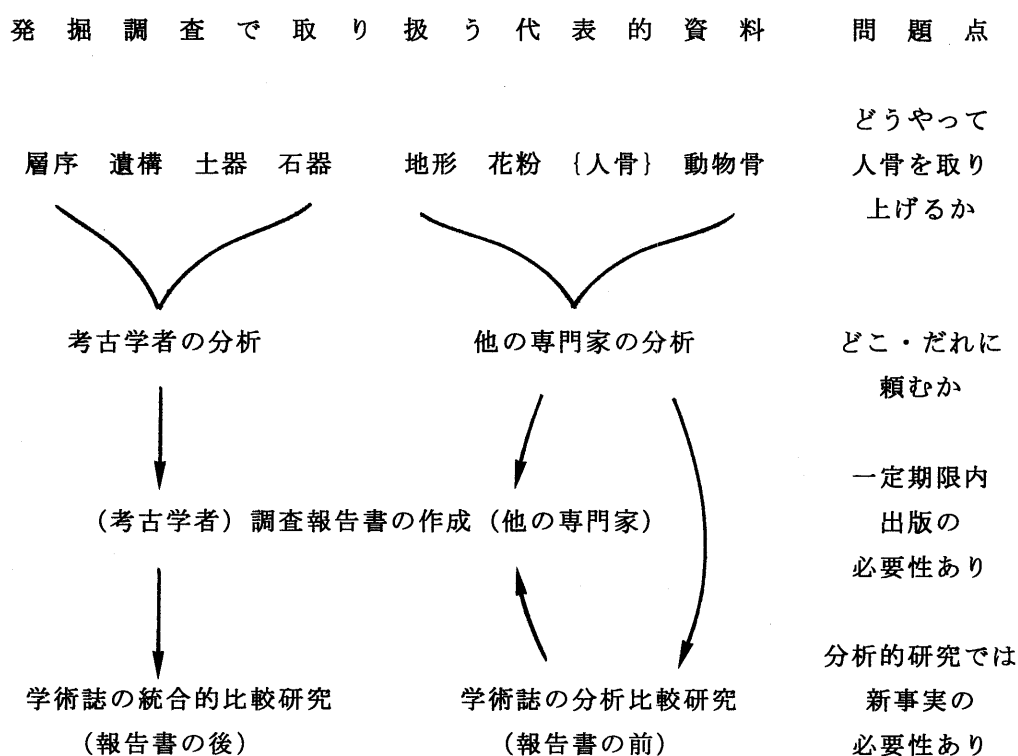 発掘調査で取り扱う代表的資料　問題点
どうやって
層序　遺構　土器　石器　地形　花粉　{人骨}　動物骨　人骨を取り
上げるか
考古学者の分析　他の専門家の分析　どこ・だれに
頼むか
一定期限内
(考古学者) 調査報告書の作成 (他の専門家)　出版の
必要性あり
分析的研究では
学術誌の統合的比較研究　学術誌の分析比較研究　新事実の
(報告書の後)　(報告書の前)　必要性あり